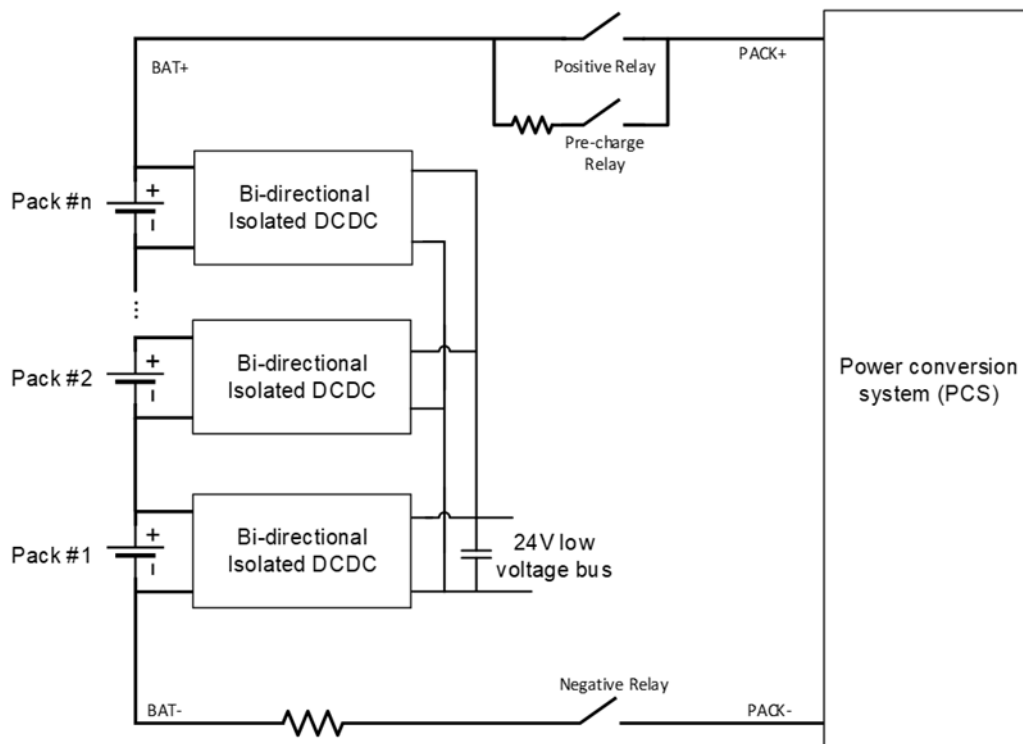 Positive Relay
BAT+
PACK+
Pre-charge
Relay
Pack #n
+
Bi-directional
Isolated DCDC
–
...
Pack #2
+
Bi-directional
Isolated DCDC
–
Power conversion
system (PCS)
Pack #1
+
Bi-directional
Isolated DCDC
–
24V low
voltage bus
Negative Relay
BAT-
PACK-